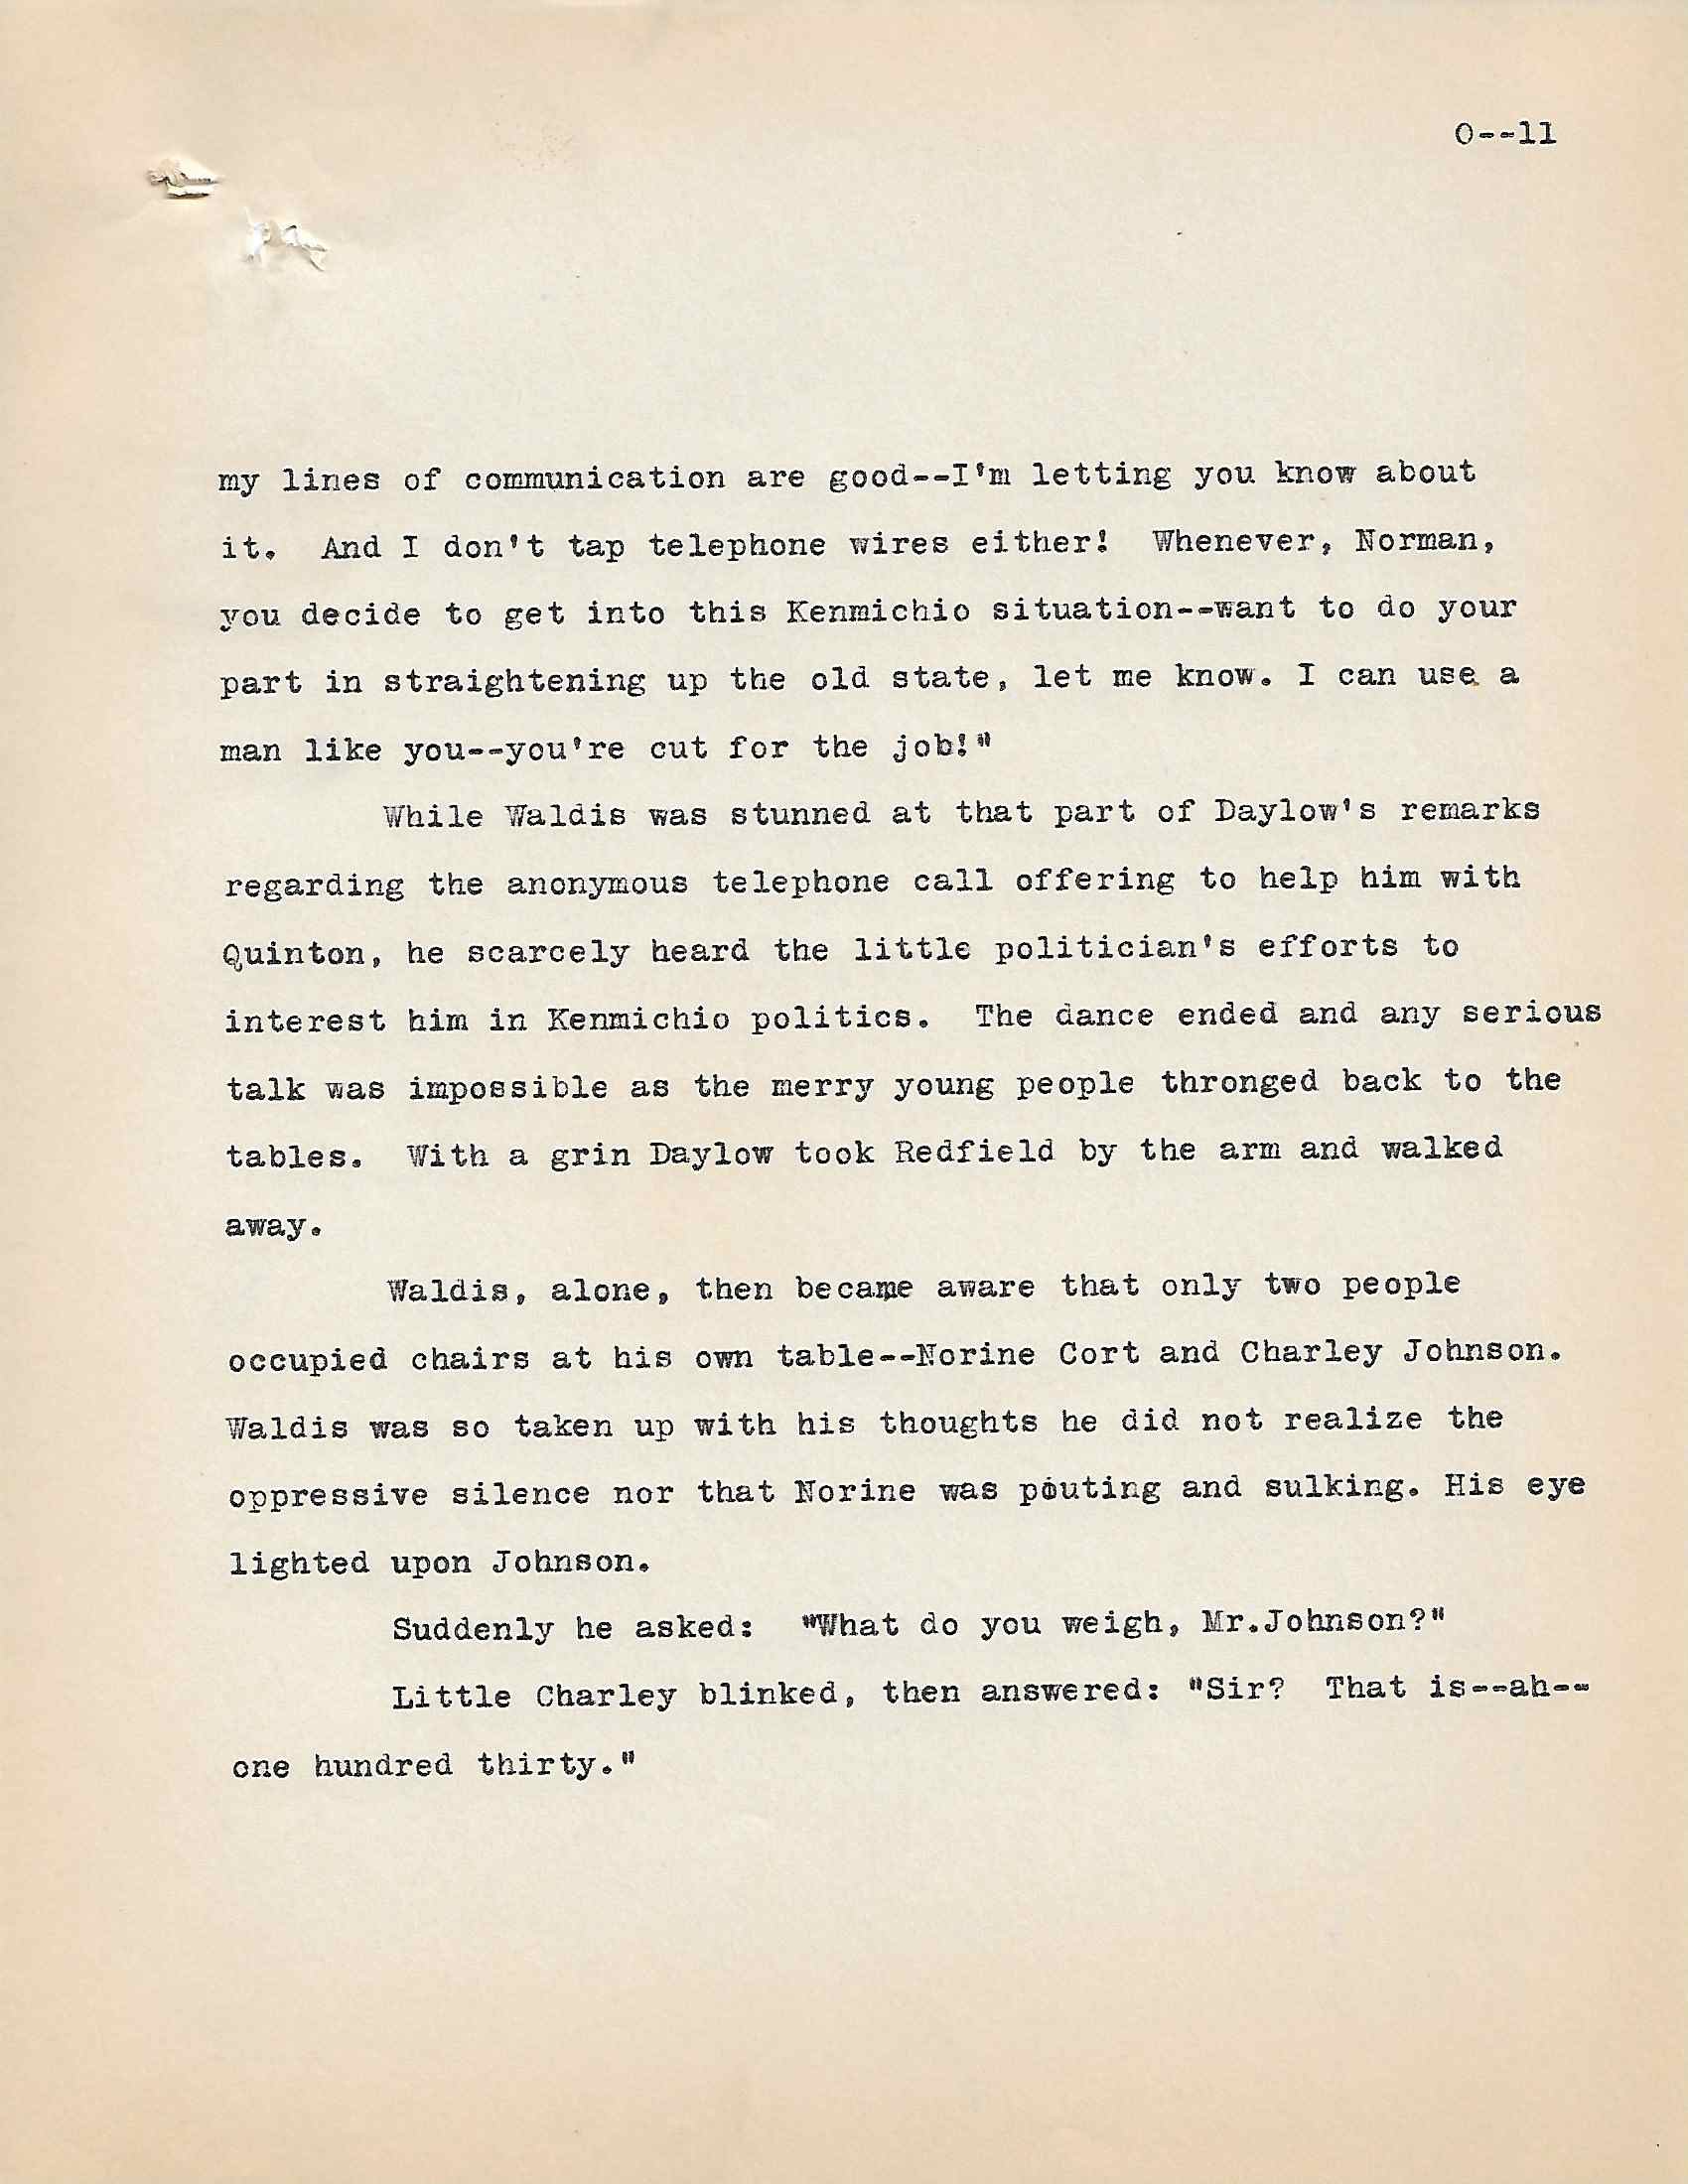 O--11
my lines of communication are good--I'm letting you know about
it.  And I don't tap telephone wires either!  Whenever, Norman,
you decide to get into this Kenmichio situation--want to do your
part in straightening up the old state, let me know. I can use a
man like you--you're cut for the job!"
While Waldis was stunned at that part of Daylow's remarks
regarding the anonymous telephone call offering to help him with
Quinton, he scarcely heard the little politician's efforts to
interest him in Kenmichio politics.  The dance ended and any serious
talk was impossible as the merry young people thronged back to the
tables.  With a grin Daylow took Redfield by the arm and walked
away.
Waldis, alone, then became aware that only two people
occupied chairs at his own table--Norine Cort and Charley Johnson.
Waldis was so taken up with his thoughts he did not realize the
oppressive silence nor that Norine was pouting and sulking. His eye
lighted upon Johnson.
Suddenly he asked:  "What do you weigh, Mr.Johnson?"
Little Charley blinked, then answered: "Sir?  That is--ah--
one hundred thirty."